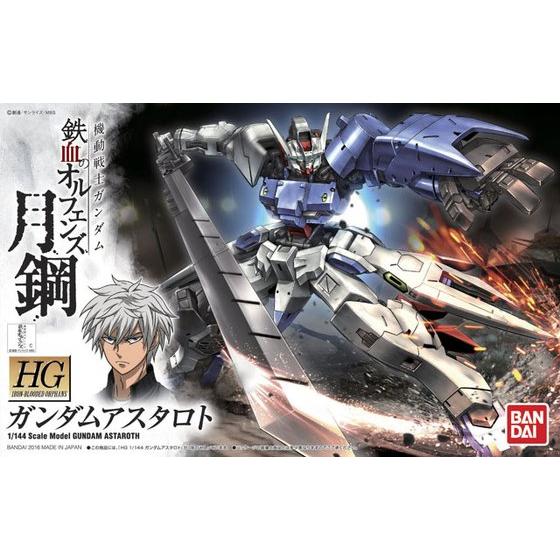 ©創通・サンライズ・MBS
機動戦士ガンダム
鉄血のオルフェンズ
月鋼
HG
IRON-BLOODED ORPHANS
ガンダムアスタロト
1/144 Scale Model GUNDAM ASTAROTH
BANDAI 2016 MADE IN JAPAN
BAN
DAI